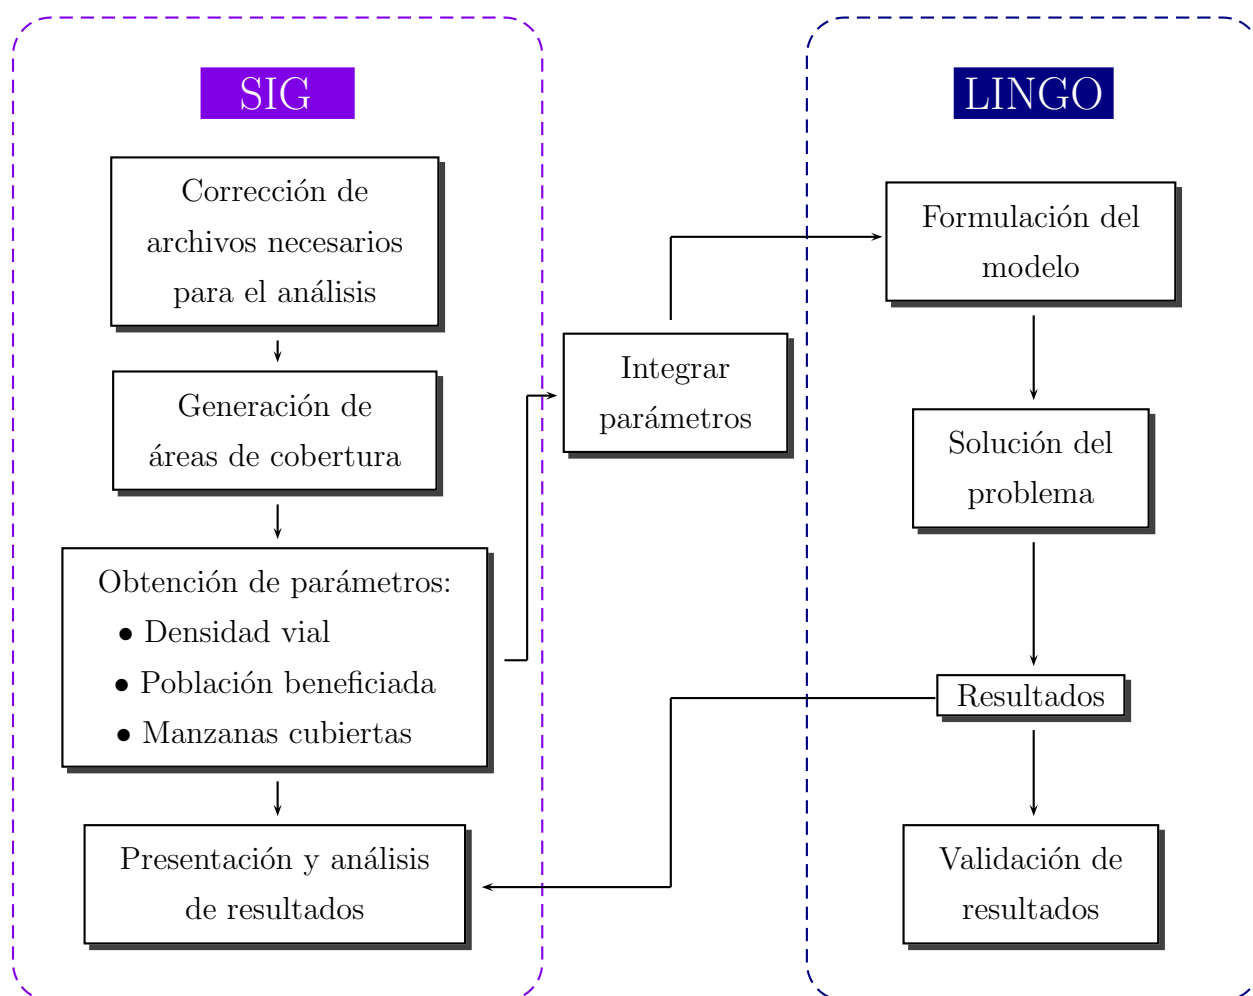 SIG
Corrección de
archivos necesarios
para el análisis
Generación de
áreas de cobertura
Obtención de parámetros:
• Densidad vial
• Población beneficiada
• Manzanas cubiertas
Presentación y análisis
de resultados
Integrar
parámetros
LINGO
Formulación del
modelo
Solución del
problema
Resultados
Validación de
resultados